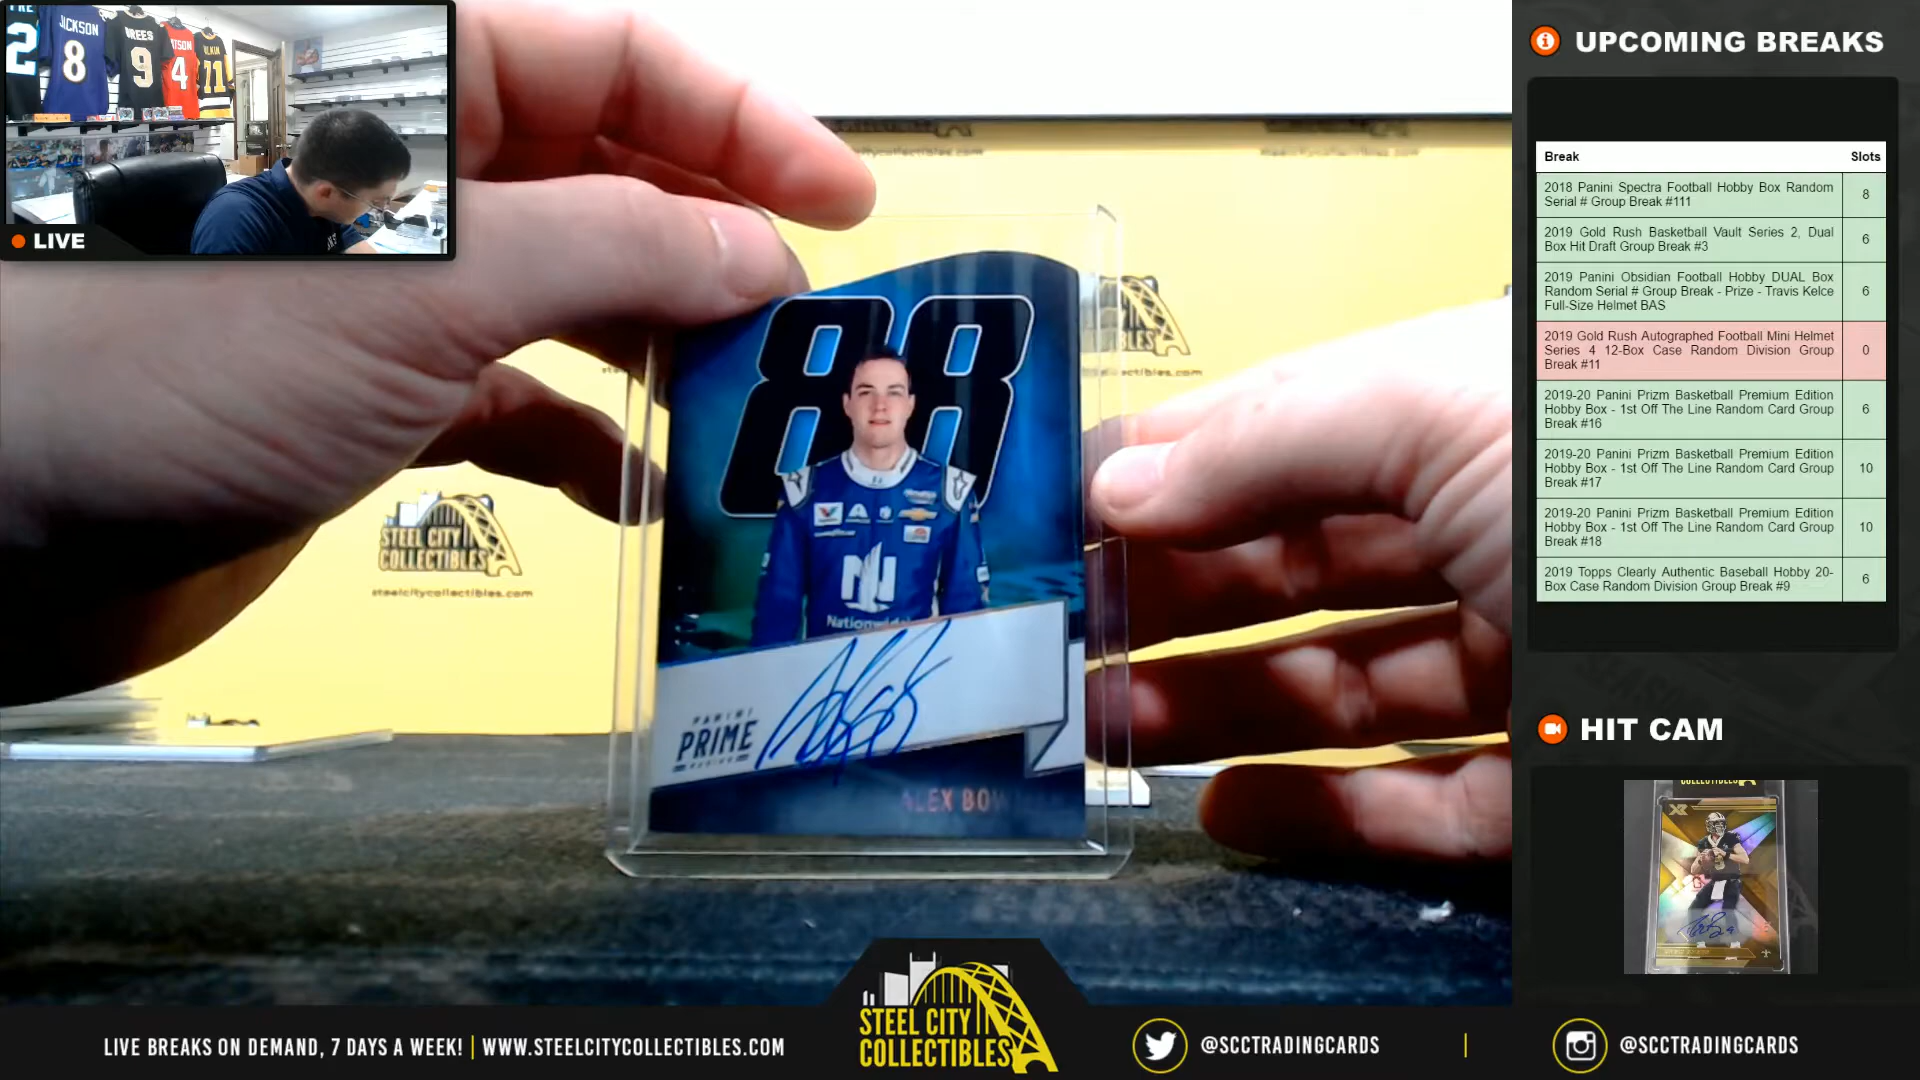 JACKSON
8
BREES
9
4
71
2
LIVE
88
Nationwide
PANINI
PRIME
RACING
ALEX BOW
STEEL CITY
COLLECTIBLES
steelcitycollectibles.com
UPCOMING BREAKS
Break Slots
2018 Panini Spectra Football Hobby Box Random
Serial # Group Break #111
8
2019 Gold Rush Basketball Vault Series 2, Dual
Box Hit Draft Group Break #3
6
2019 Panini Obsidian Football Hobby DUAL Box
Random Serial # Group Break - Prize - Travis Kelce
Full-Size Helmet BAS
6
2019 Gold Rush Autographed Football Mini Helmet
Series 4 12-Box Case Random Division Group
Break #11
0
2019-20 Panini Prizm Basketball Premium Edition
Hobby Box - 1st Off The Line Random Card Group
Break #16
6
2019-20 Panini Prizm Basketball Premium Edition
Hobby Box - 1st Off The Line Random Card Group
Break #17
10
2019-20 Panini Prizm Basketball Premium Edition
Hobby Box - 1st Off The Line Random Card Group
Break #18
10
2019 Topps Clearly Authentic Baseball Hobby 20-
Box Case Random Division Group Break #9
6
HIT CAM
LIVE BREAKS ON DEMAND, 7 DAYS A WEEK! | WWW.STEELCITYCOLLECTIBLES.COM
STEEL CITY
COLLECTIBLES
@SCCTRADINGCARDS
@SCCTRADINGCARDS